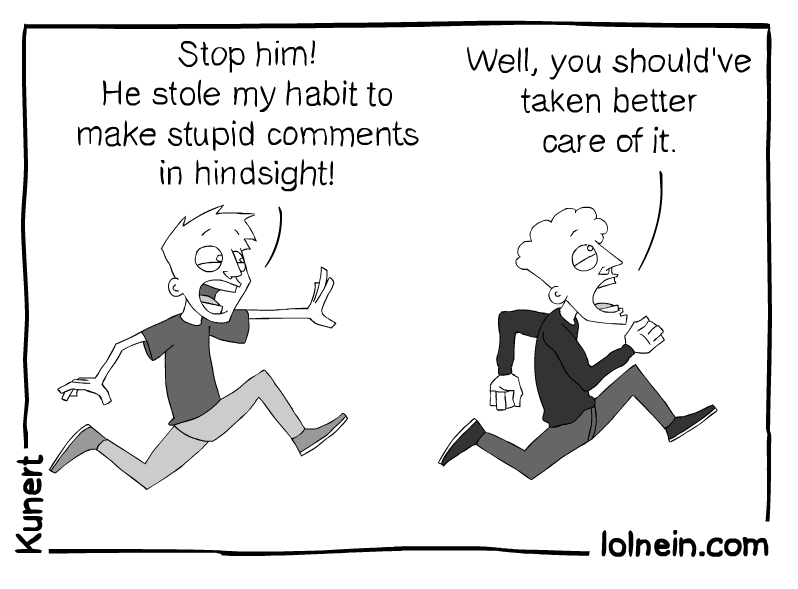 Stop him!
He stole my habit to
make stupid comments
in hindsight!
Well, you should've
taken better
care of it.
Kunert
lolnein.com